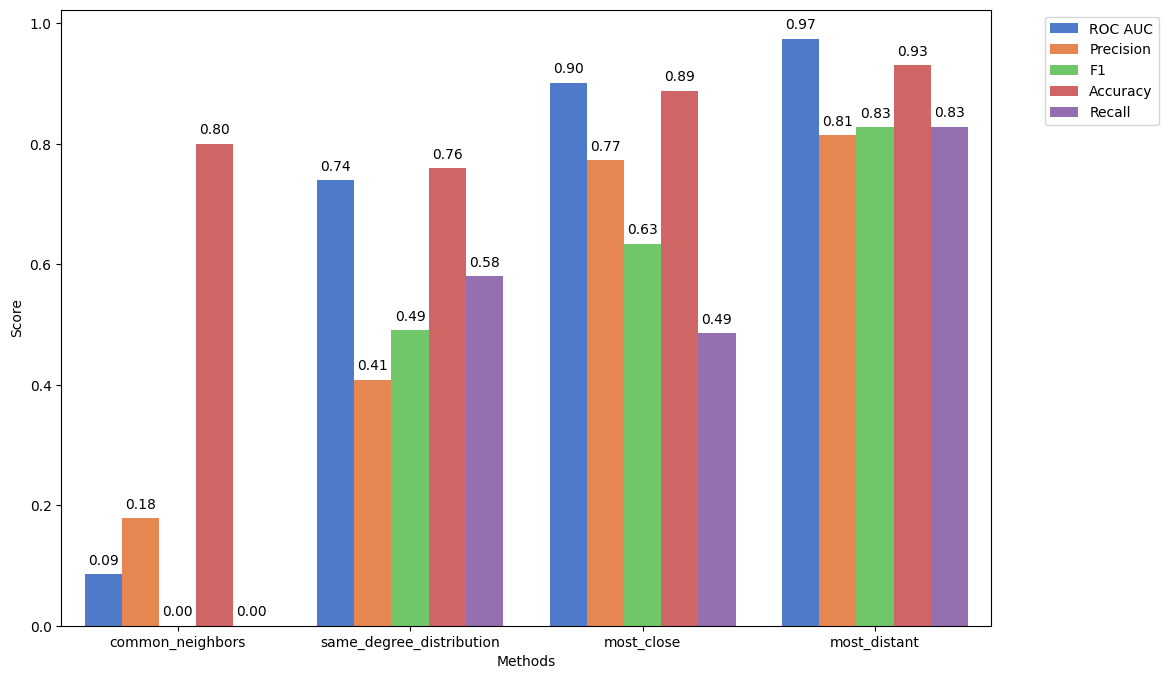 ROC AUC
Precision
F1
Accuracy
Recall
Score
1.0
0.8
0.6
0.4
0.2
0.0
0.09
0.18
0.00
0.80
0.00
0.74
0.41
0.49
0.76
0.58
0.90
0.77
0.63
0.89
0.49
0.97
0.81
0.83
0.93
0.83
common_neighbors
same_degree_distribution
most_close
most_distant
Methods